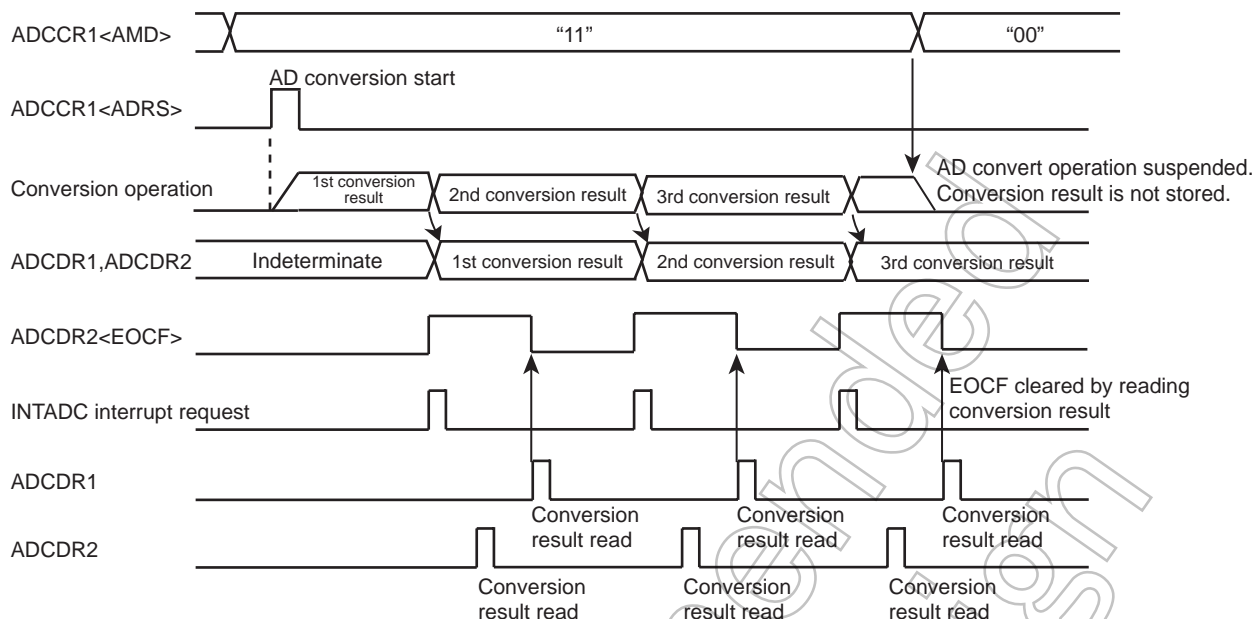 ADCCR1<AMD>
“11”
“00”
AD conversion start
ADCCR1<ADRS>
AD convert operation suspended.
Conversion result is not stored.
Conversion operation
1st conversion
result
2nd conversion result
3rd conversion result
ADCDR1,ADCDR2
Indeterminate
1st conversion result
2nd conversion result
3rd conversion result
ADCDR2<EOCF>
EOCF cleared by reading
conversion result
INTADC interrupt request
ADCDR1
Conversion
result read
Conversion
result read
Conversion
result read
ADCDR2
Conversion
result read
Conversion
result read
Conversion
result read